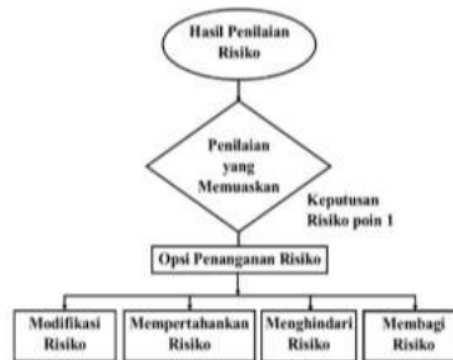 Hasil Penilaian
Risiko
Penilaian
yang
Memuaskan
Keputusan
Risiko poin 1
Opsi Penanganan Risiko
Modifikasi
Risiko
Mempertahankan
Risiko
Menghindari
Risiko
Membagi
Risiko